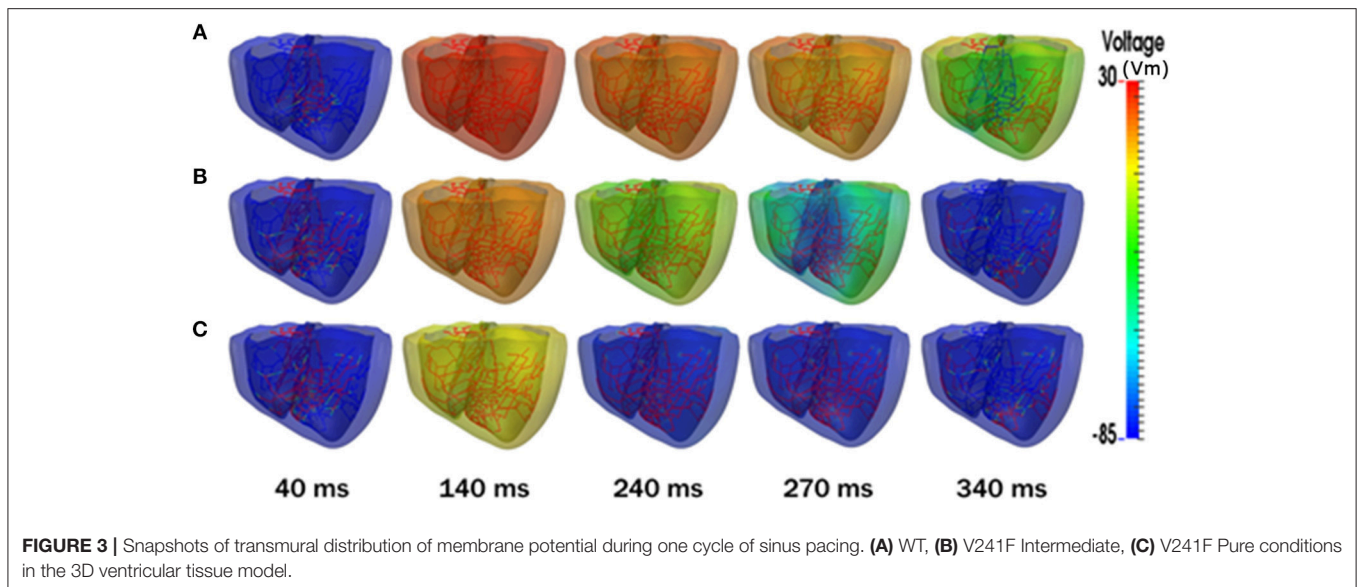 A
Voltage
(Vm)
30
B
C
-85
40 ms 140 ms 240 ms 270 ms 340 ms
FIGURE 3 | Snapshots of transmural distribution of membrane potential during one cycle of sinus pacing. (A) WT, (B) V241F Intermediate, (C) V241F Pure conditions
in the 3D ventricular tissue model.